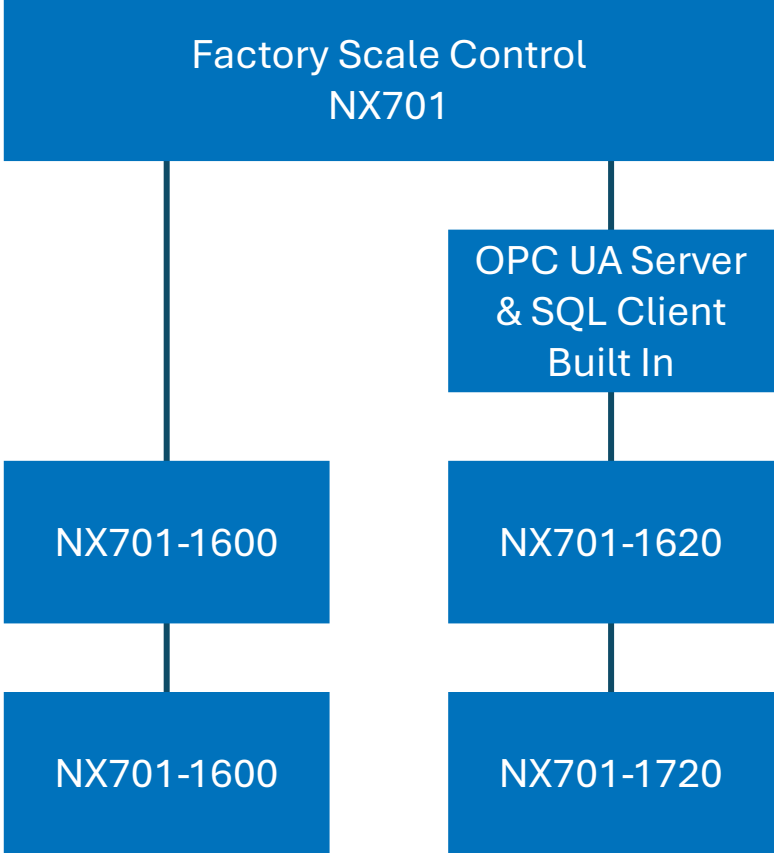 Factory Scale Control
NX701
OPC UA Server
& SQL Client
Built In
NX701-1600
NX701-1620
NX701-1600
NX701-1720